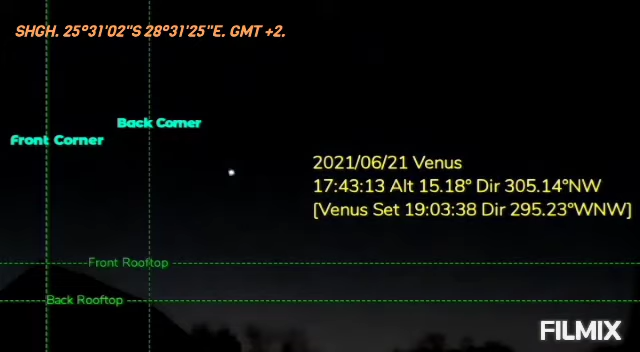 SHGH. 25°31'02"S 28°31'25"E. GMT +2.
Back Corner
Front Corner
2021/06/21 Venus
17:43:13 Alt 15.18° Dir 305.14°NW
[Venus Set 19:03:38 Dir 295.23°WNW]
Front Rooftop
Back Rooftop
FILMIX